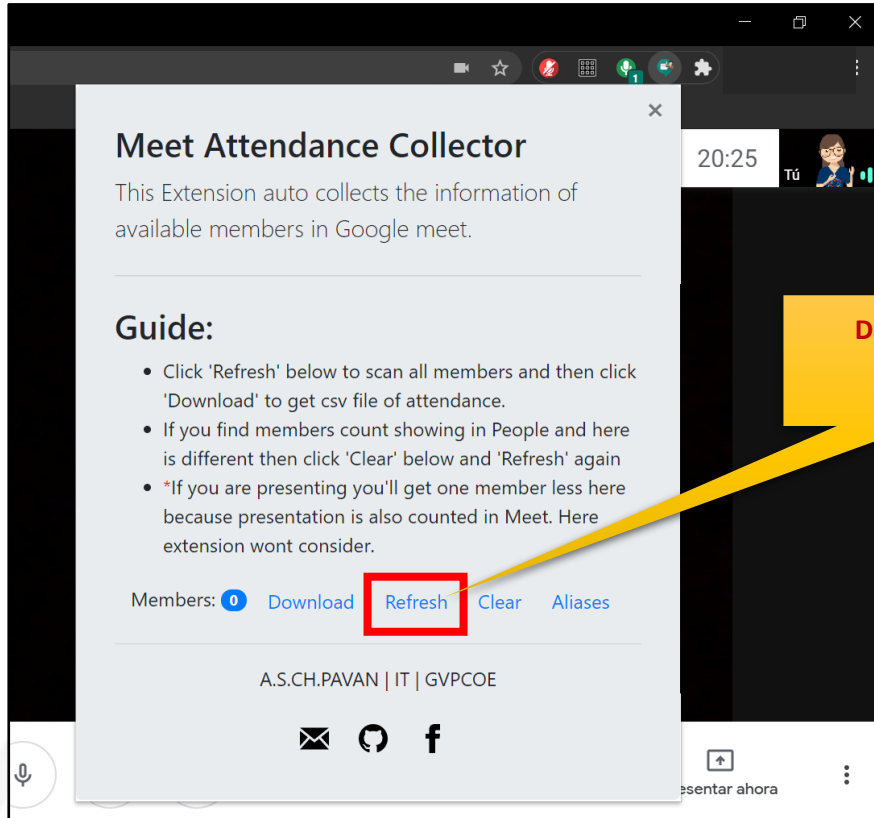 1
20:25
Tú
Meet Attendance Collector
This Extension auto collects the information of
available members in Google meet.
Guide:
Click 'Refresh' below to scan all members and then click
'Download' to get csv file of attendance.
If you find members count showing in People and here
is different then click 'Clear' below and 'Refresh' again
*If you are presenting you'll get one member less here
because presentation is also counted in Meet. Here
extension wont consider.
D
Members: 0 Download Refresh Clear Aliases
A.S.CH.PAVAN | IT | GVPCOE
esentar ahora